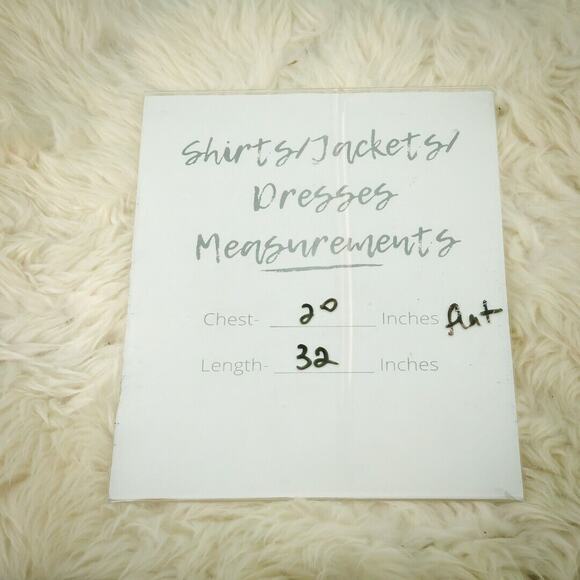 Shirts/Jackets/
Dresses
Measurements
Chest- 20 Inches flat
Length- 32 Inches